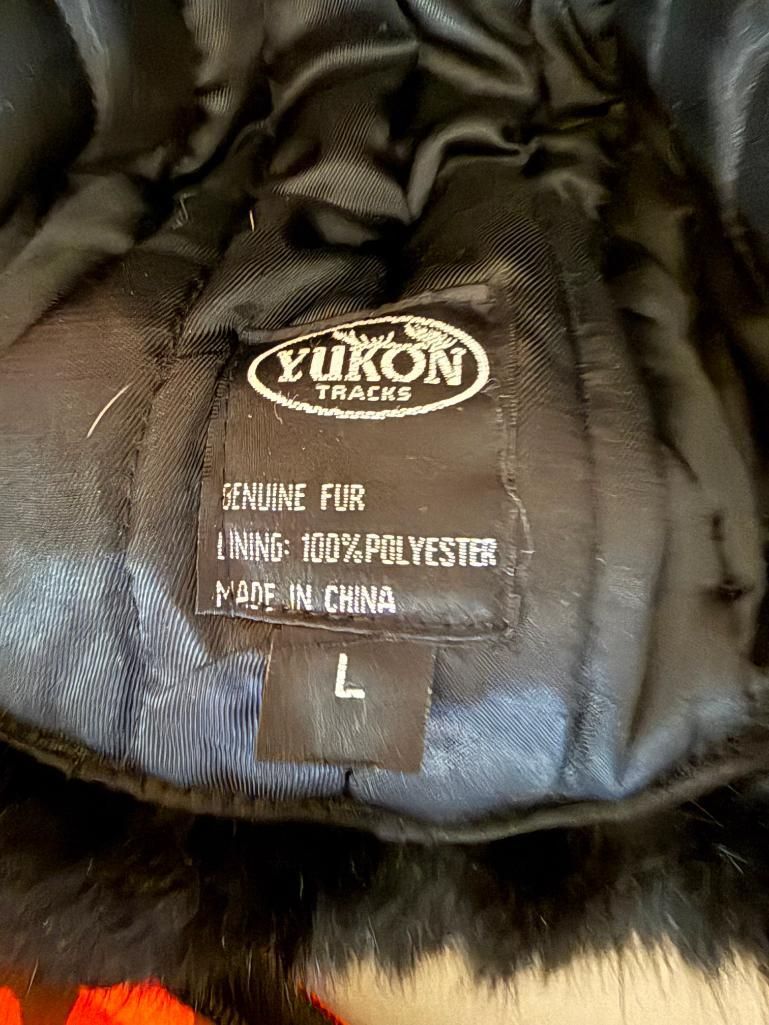 YUKON
TRACKS
GENUINE FUR
LINING: 100%POLYESTER
MADE IN CHINA
L